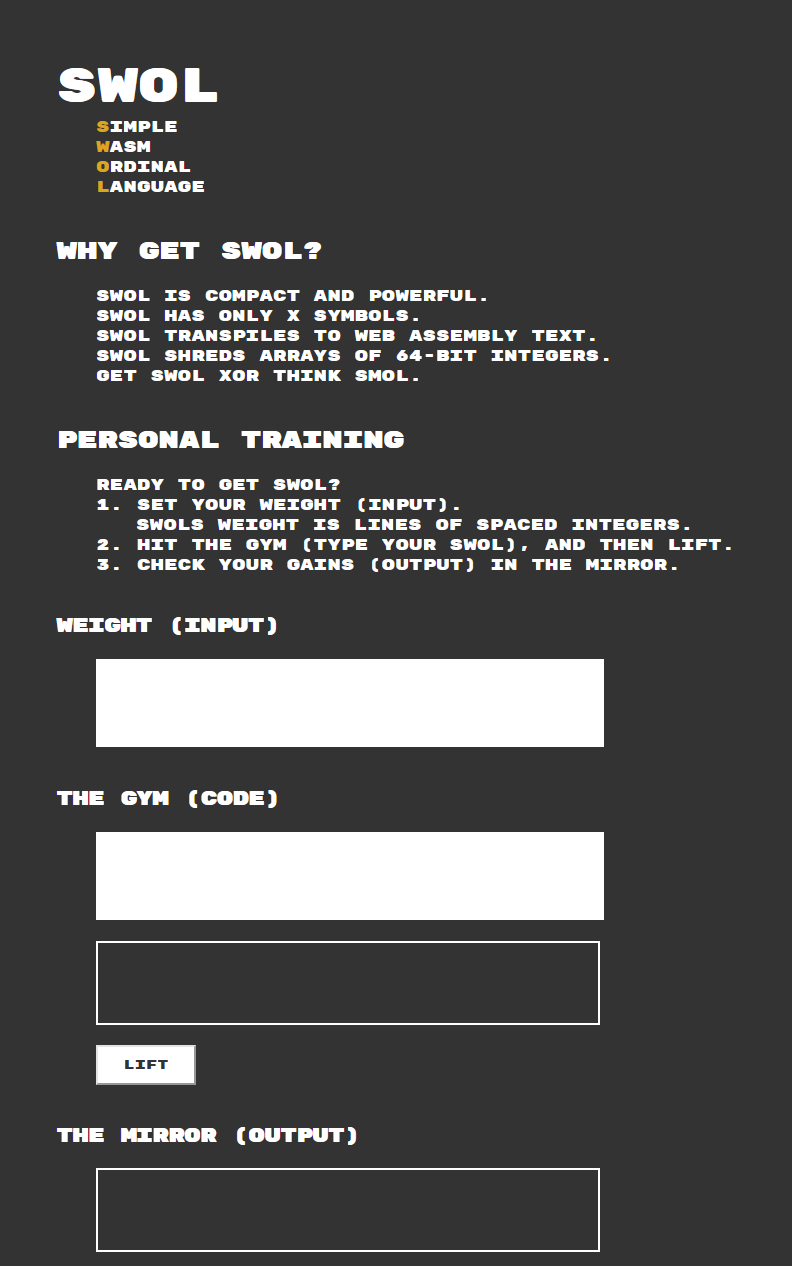 SWOL
SIMPLE
WASM
ORDINAL
LANGUAGE
WHY GET SWOL?
SWOL IS COMPACT AND POWERFUL.
SWOL HAS ONLY X SYMBOLS.
SWOL TRANSPILES TO WEB ASSEMBLY TEXT.
SWOL SHREDS ARRAYS OF 64-BIT INTEGERS.
GET SWOL XOR THINK SMOL.
PERSONAL TRAINING
READY TO GET SWOL?
1. SET YOUR WEIGHT (INPUT).
SWOLS WEIGHT IS LINES OF SPACED INTEGERS.
2. HIT THE GYM (TYPE YOUR SWOL), AND THEN LIFT.
3. CHECK YOUR GAINS (OUTPUT) IN THE MIRROR.
WEIGHT (INPUT)
THE GYM (CODE)
LIFT
THE MIRROR (OUTPUT)